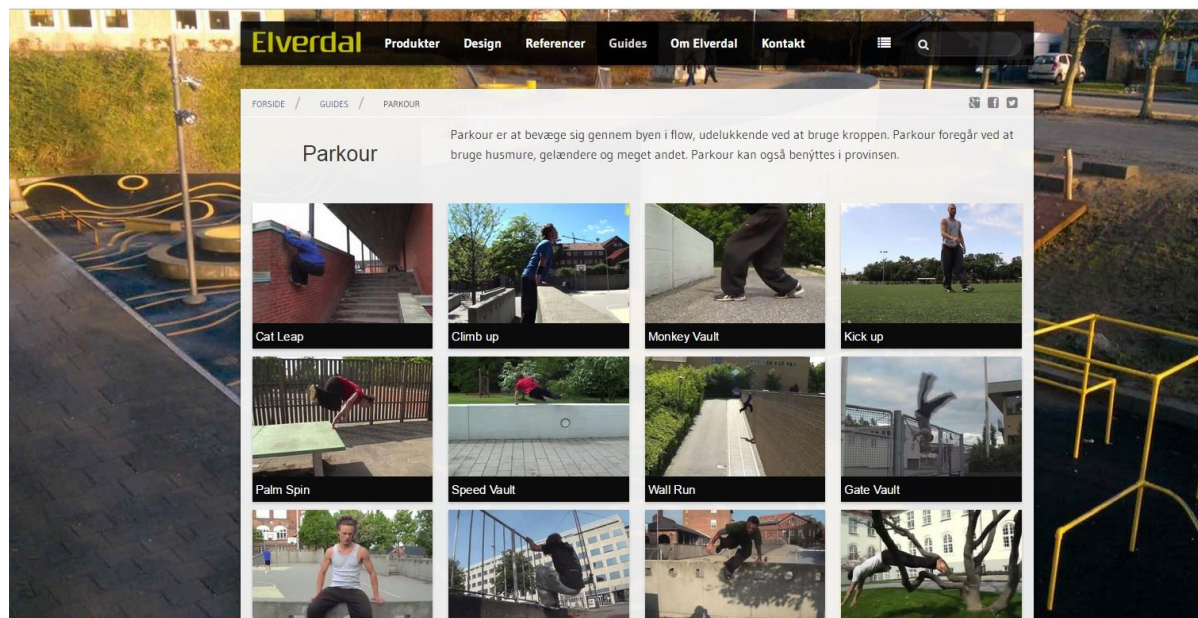 Elverdal Produkter Design Referencer Guides Om Elverdal Kontakt
FORSIDE / GUIDES / PARKOUR
Parkour
Parkour er at bevæge sig gennem byen i flow, udelukkende ved at bruge kroppen. Parkour foregår ved at
bruge husmure, gelændere og meget andet. Parkour kan også benýttes i provinsen.
Cat Leap
Climb up
Monkey Vault
Kick up
Palm Spin
Speed Vault
Wall Run
Gate Vault